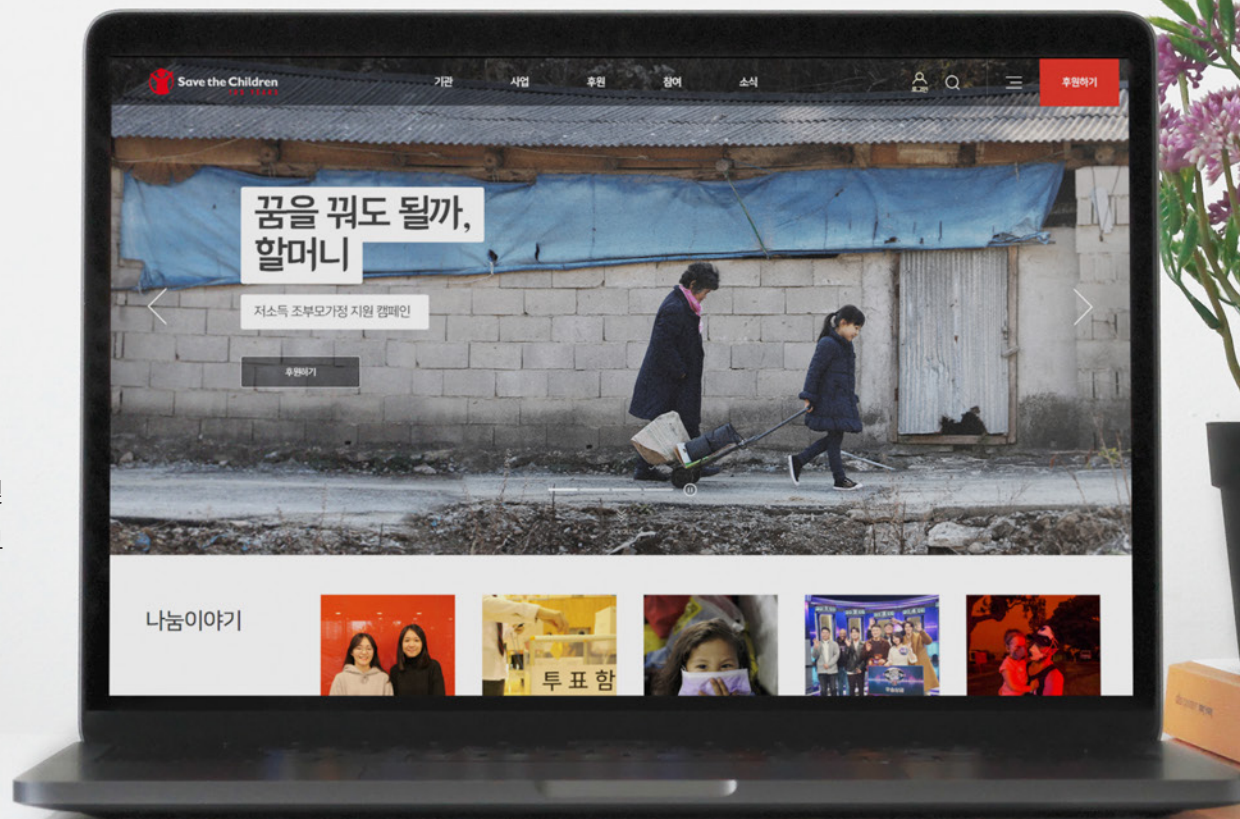 Save the Children
기관
사업
후원
참여
소식
후원하기
꿈을 꿔도 될까,
할머니
저소득 조부모가정 지원 캠페인
후원하기
나눔이야기
투표함